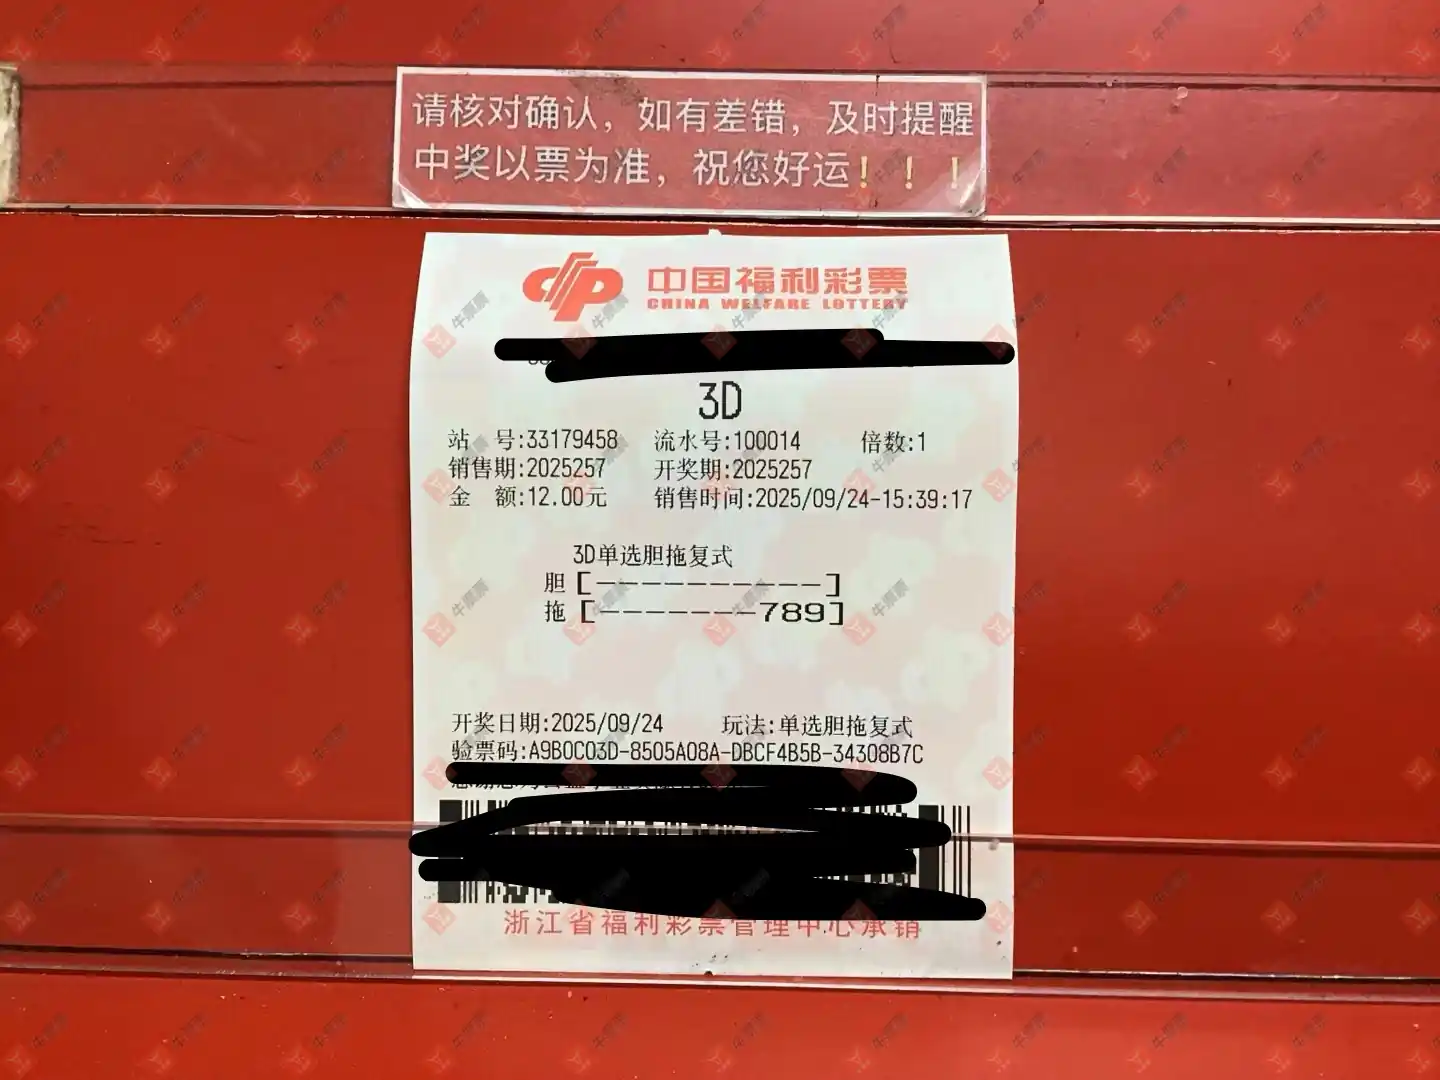 请核对确认，如有差错，及时提醒
中奖以票为准，祝您好运！！！
中国福利彩票
CHINA WELFARE LOTTERY
3D
站 号:33179458 流水号:100014 倍数:1
销售期:2025257 开奖期:2025257
金 额:12.00元 销售时间:2025/09/24-15:39:17
3D单选胆拖复式
胆[----------]
拖[-------789]
开奖日期:2025/09/24 玩法:单选胆拖复式
验票码:A9B0C03D-8505A08A-DBCF4B5B-34308B7C
浙江省福利彩票管理中心承销
牛票票